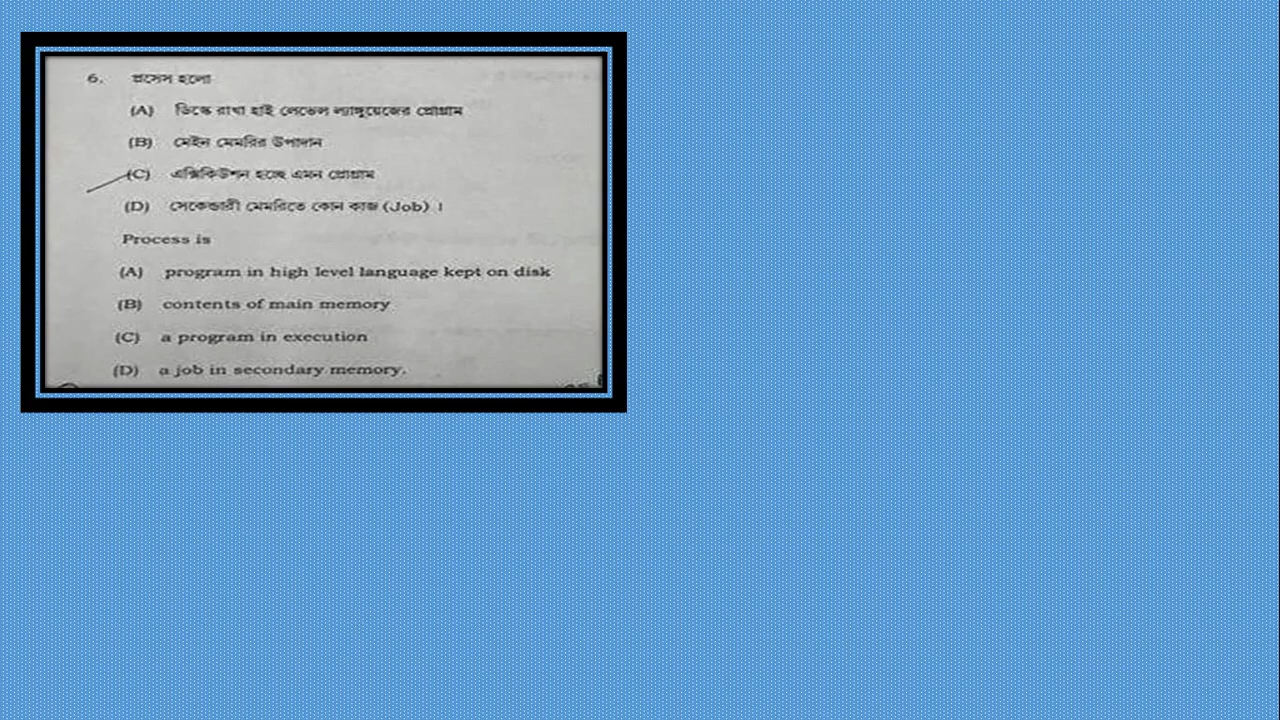 6. প্রসেস হলো
(A) ডিস্কে রাখা হাই লেভেল ল্যাঙ্গুয়েজের প্রোগ্রাম
(B) মেইন মেমরির উপাদান
(C) এক্সিকিউশন হচ্ছে এমন প্রোগ্রাম
(D) সেকেন্ডারী মেমরিতে কোন কাজ (Job) ।
Process is
(A) program in high level language kept on disk
(B) contents of main memory
(C) a program in execution
(D) a job in secondary memory.